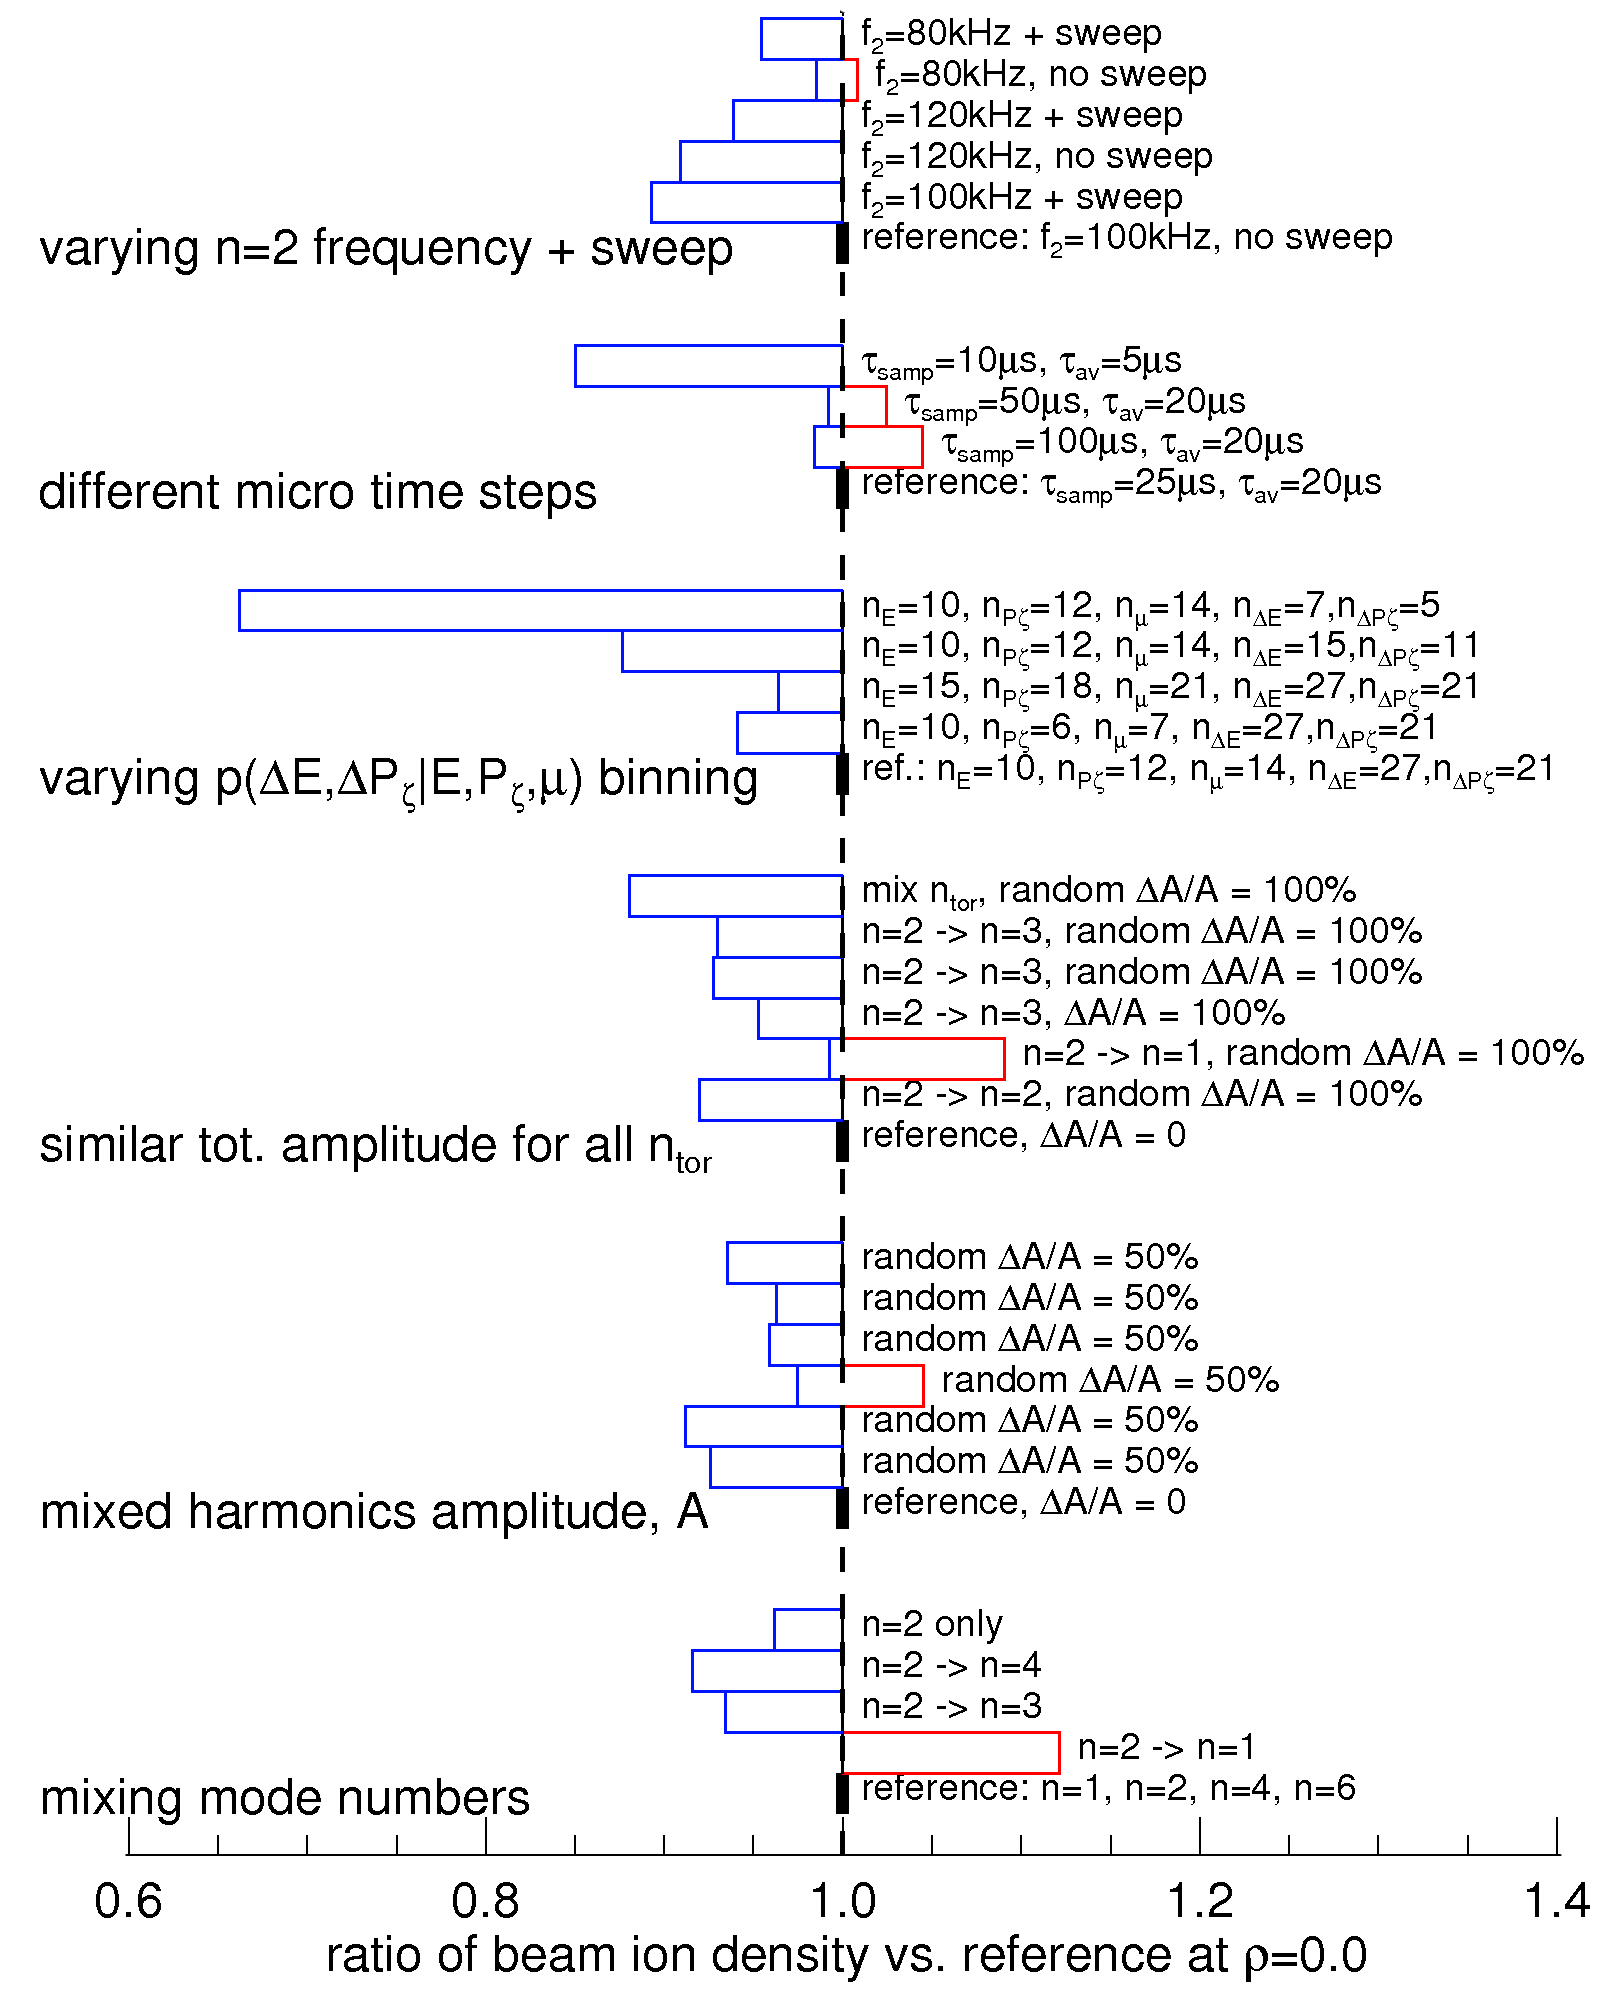 f₂=80kHz + sweep
f₂=80kHz, no sweep
f₂=120kHz + sweep
f₂=120kHz, no sweep
f₂=100kHz + sweep
reference: f₂=100kHz, no sweep
varying n=2 frequency + sweep
τsamp=10μs, τav=5μs
τsamp=50μs, τav=20μs
τsamp=100μs, τav=20μs
reference: τsamp=25μs, τav=20μs
different micro time steps
nE=10, nPζ=12, nμ=14, nΔE=7,nΔPζ=5
nE=10, nPζ=12, nμ=14, nΔE=15,nΔPζ=11
nE=15, nPζ=18, nμ=21, nΔE=27,nΔPζ=21
nE=10, nPζ=6, nμ=7, nΔE=27,nΔPζ=21
ref.: nE=10, nPζ=12, nμ=14, nΔE=27,nΔPζ=21
varying p(ΔE,ΔPζ|E,Pζ,μ) binning
mix ntor, random ΔA/A = 100%
n=2 -> n=3, random ΔA/A = 100%
n=2 -> n=3, random ΔA/A = 100%
n=2 -> n=3, ΔA/A = 100%
n=2 -> n=1, random ΔA/A = 100%
n=2 -> n=2, random ΔA/A = 100%
reference, ΔA/A = 0
similar tot. amplitude for all ntor
random ΔA/A = 50%
random ΔA/A = 50%
random ΔA/A = 50%
random ΔA/A = 50%
random ΔA/A = 50%
random ΔA/A = 50%
reference, ΔA/A = 0
mixed harmonics amplitude, A
n=2 only
n=2 -> n=4
n=2 -> n=3
n=2 -> n=1
reference: n=1, n=2, n=4, n=6
mixing mode numbers
0.6 0.8 1.0 1.2 1.4
ratio of beam ion density vs. reference at ρ=0.0